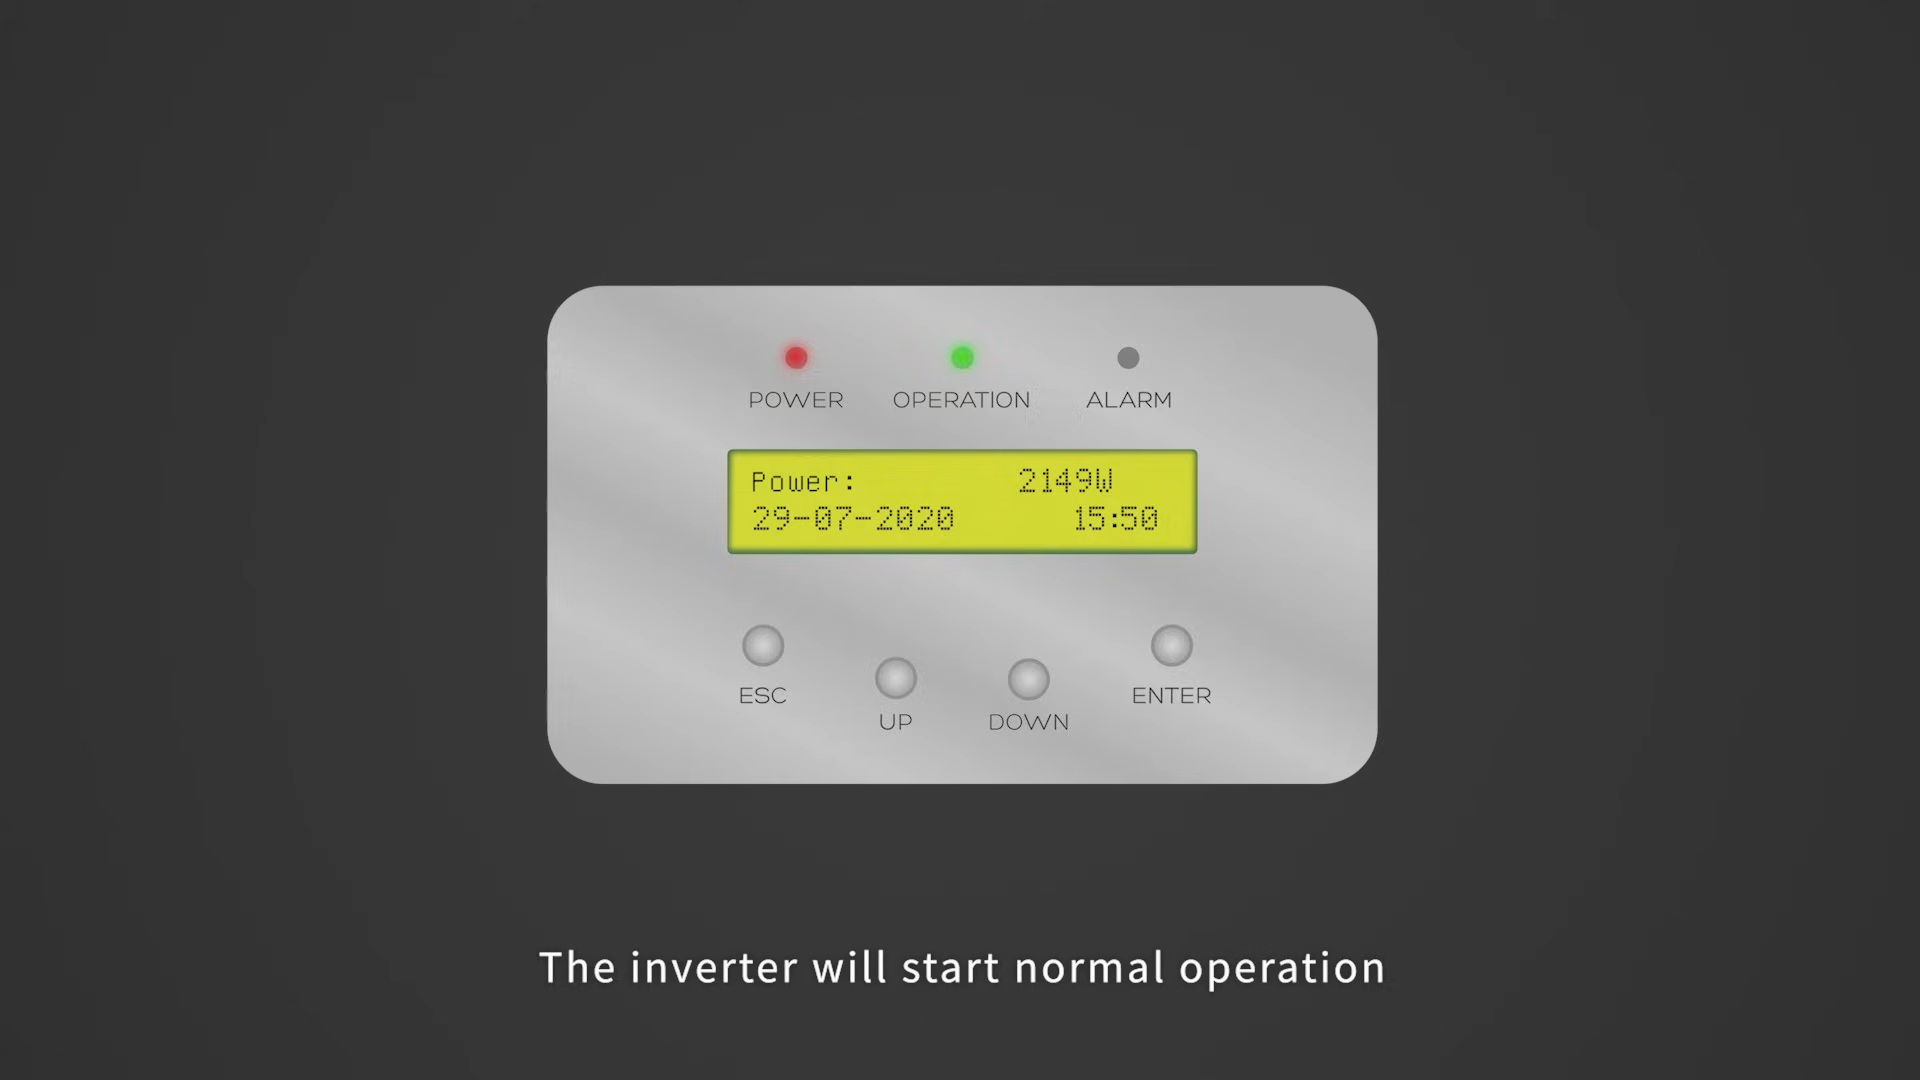 POWER OPERATION ALARM
Power: 2149W
29-07-2020 15:50
ESC UP DOWN ENTER
The inverter will start normal operation